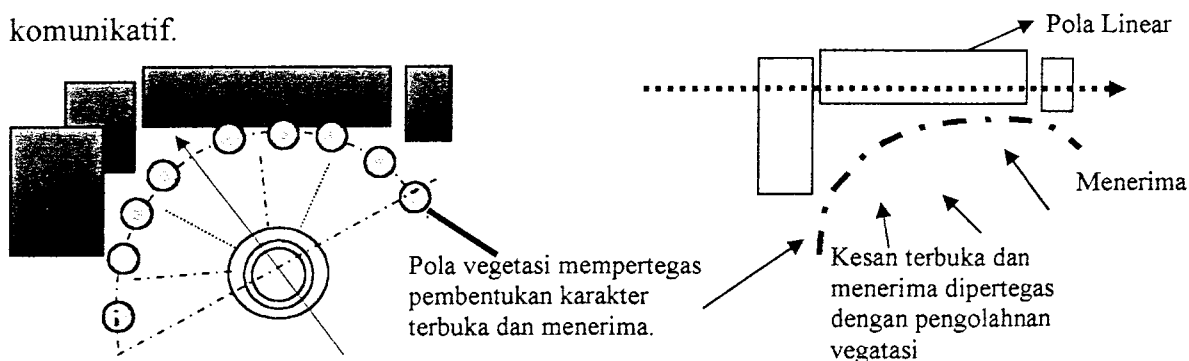 komunikatif.
Pola Linear
Menerima
Pola vegetasi mempertegas
pembentukan karakter
terbuka dan menerima.
Kesan terbuka dan
menerima dipertegas
dengan pengolahnan
vegatasi